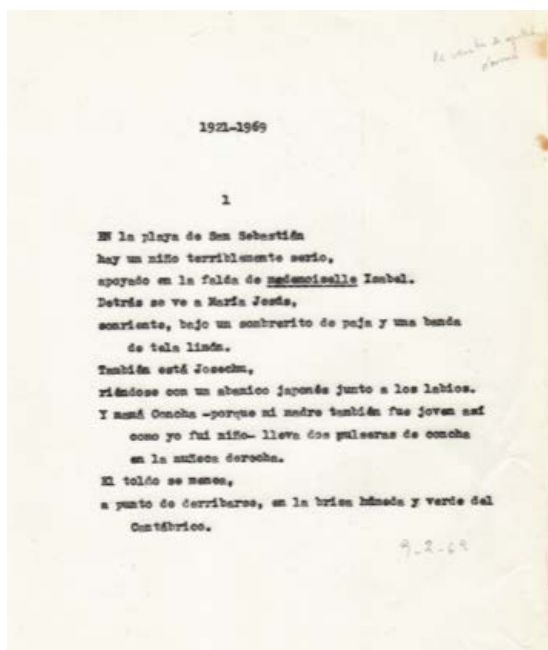 1921-1969
1
EN la playa de San Sebastián
hay un niño terriblemente serio,
apoyado en la falda de mademoiselle Isabel.
Detrás se ve a María Jesús,
sonriente, bajo un sombrerito de paja y una banda
de tela limón.
También está Josechu,
riéndose con un abanico japonés junto a los labios.
Y mamá Concha -porque mi madre también fue joven así
como yo fui niño- lleva dos pulseras de concha
en la muñeca derecha.
El toldo se menea,
a punto de derribarse, en la brisa húmeda y verde del
Cantábrico.
9-2-69